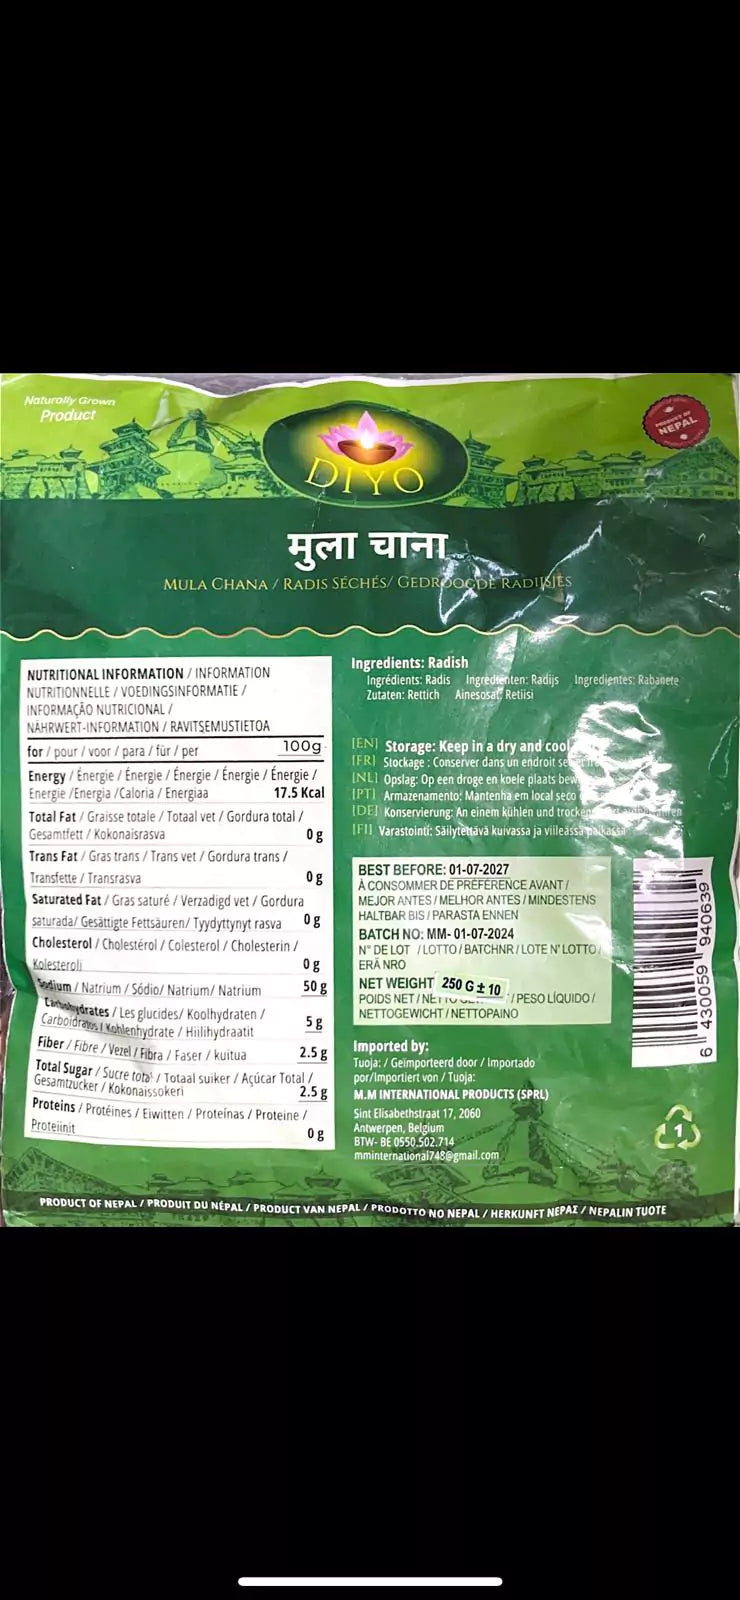 Naturally Grown
Product
PRODUCT OF
NEPAL
DIYO
मुला चाना
MULA CHANA / RADIS SÉCHÉS/ GEDROOGDE RADIJSJES
NUTRITIONAL INFORMATION / INFORMATION
NUTRITIONNELLE / VOEDINGSINFORMATIE /
INFORMAÇÃO NUTRICIONAL /
NÄHRWERT-INFORMATION / RAVITSEMUSTIETOA
for / pour / voor / para / für / per 100g
Energy / Énergie / Énergie / Énergie / Énergie / Énergie /
Energie /Energia /Caloria / Energiaa 17.5 Kcal
Total Fat / Graisse totale / Totaal vet / Gordura total /
Gesamtfett / Kokonaisrasva 0 g
Trans Fat / Gras trans / Trans vet / Gordura trans /
Transfette / Transrasva 0 g
Saturated Fat / Gras saturé / Verzadigd vet / Gordura
saturada/ Gesättigte Fettsäuren/ Tyydyttynyt rasva 0 g
Cholesterol / Cholestérol / Colesterol / Cholesterin /
Kolesteroli 0 g
Sodium / Natrium / Sódio/ Natrium/ Natrium 50 g
Carbohydrates / Les glucides/ Koolhydraten /
Carboidratos / Kohlenhydrate / Hiilihydraatit 5 g
Fiber / Fibre / Vezel / Fibra / Faser / kuitua 2.5 g
Total Sugar / Sucre total / Totaal suiker / Açúcar Total /
Gesamtzucker / Kokonaissokeri 2.5 g
Proteins / Protéines / Eiwitten / Proteínas / Proteine /
Proteiinit 0 g
Ingredients: Radish
Ingrédients: Radis Ingrediënten: Radijs Ingredientes: Rabanete
Zutaten: Rettich Ainesosat: Retiisi
[EN] Storage: Keep in a dry and cool
[FR] Stockage : Conserver dans un endroit sec et
[NL] Opslag: Op een droge en koele plaats
[PT] Armazenamento: Mantenha em local seco
[DE] Konservierung: An einem kühlen und
[FI] Varastointi: Säilytettävä kuivassa ja viileässä paikassa
BEST BEFORE: 01-07-2027
À CONSOMMER DE PRÉFÉRENCE AVANT /
MEJOR ANTES / MELHOR ANTES / MINDESTENS
HALTBAR BIS / PARASTA ENNEN
BATCH NO: MM- 01-07-2024
N° DE LOT / LOTTO / BATCHNR / LOTE N° LOTTO /
ERÄ NRO
NET WEIGHT 250 G ± 10
POIDS NET / / PESO LÍQUIDO /
NETTOGEWICHT / NETTOPAINO
6 430059 940639
Imported by:
Tuoja: / Geïmporteerd door / Importado
por/Importiert von / Tuoja:
M.M INTERNATIONAL PRODUCTS (SPRL)
Sint Elisabethstraat 17, 2060
Antwerpen, Belgium
BTW- BE 0550.502.714
mminternational748@gmail.com
1
PRODUCT OF NEPAL / PRODUIT DU NÉPAL / PRODUCT VAN NEPAL / PRODOTTO NO NEPAL / HERKUNFT NEPAL / NEPALIN TUOTE